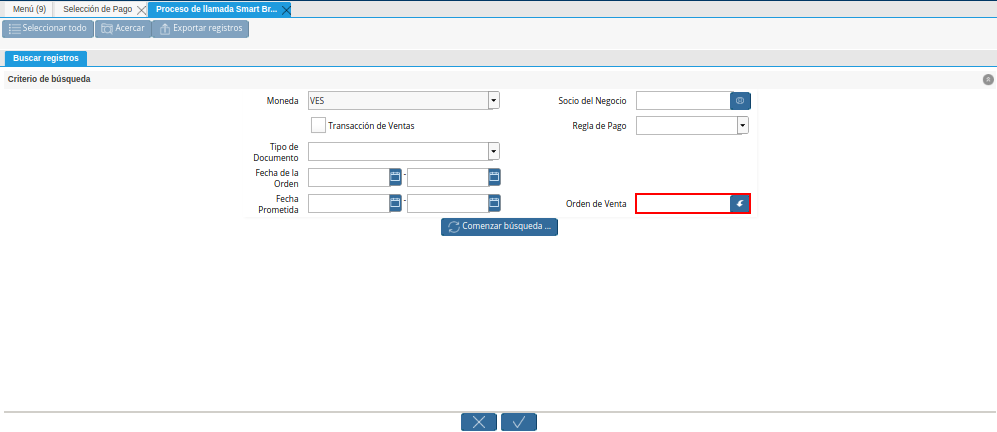 Menú (9) Selección de Pago Proceso de llamada Smart Br...
Seleccionar todo Acercar Exportar registros
Buscar registros
Criterio de búsqueda
Moneda VES Socio del Negocio
Transacción de Ventas Regla de Pago
Tipo de
Documento
Fecha de la
Orden -
Fecha
Prometida - Orden de Venta
Comenzar búsqueda ...